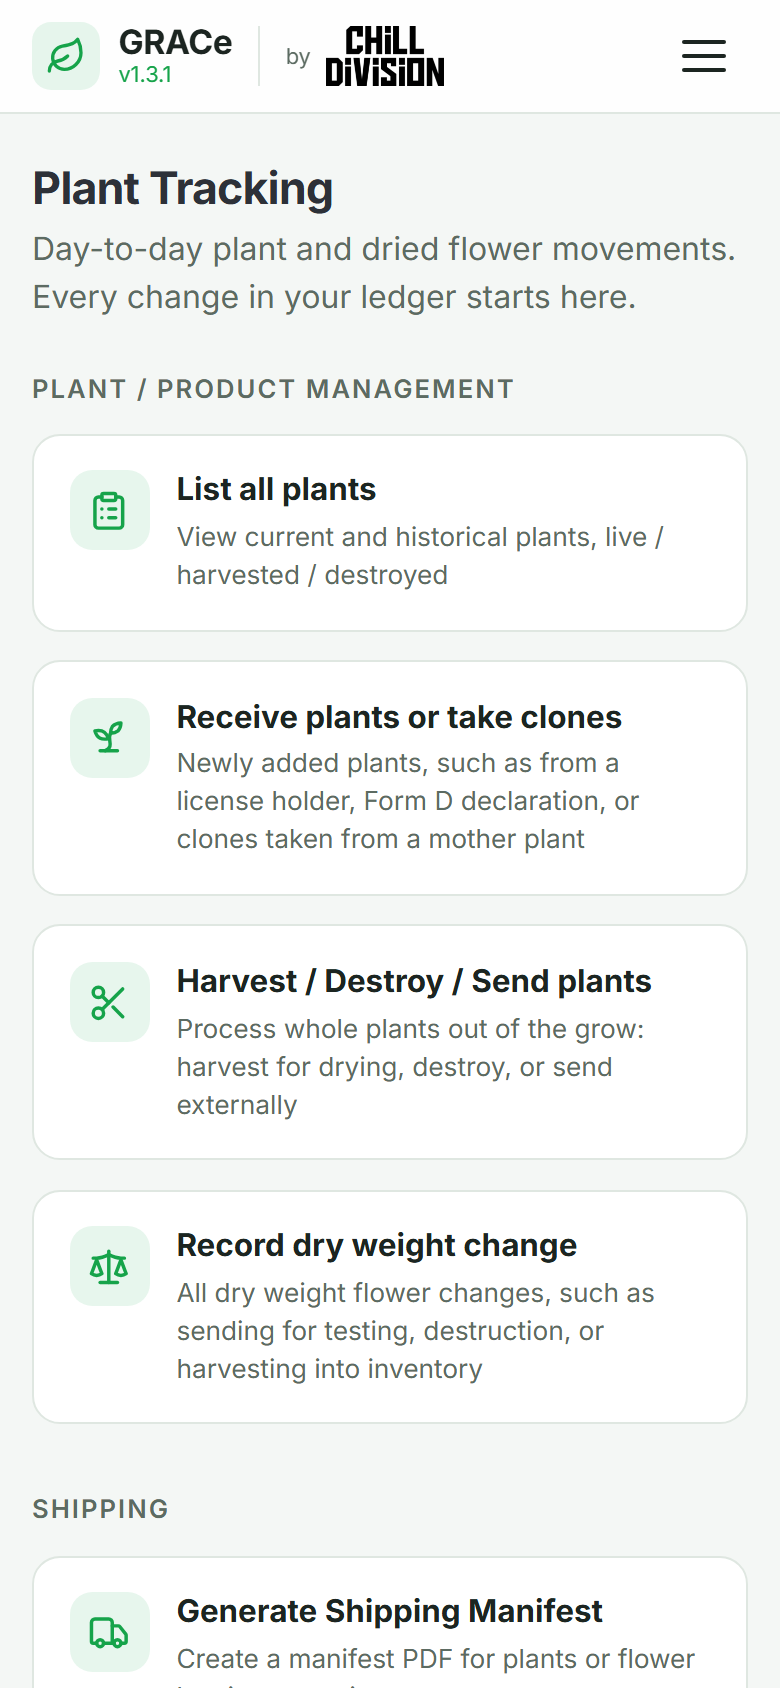 GRACe
v1.3.1
by
CHiLL
DiViSiON
Plant Tracking
Day-to-day plant and dried flower movements.
Every change in your ledger starts here.
PLANT / PRODUCT MANAGEMENT
List all plants
View current and historical plants, live /
harvested / destroyed
Receive plants or take clones
Newly added plants, such as from a
license holder, Form D declaration, or
clones taken from a mother plant
Harvest / Destroy / Send plants
Process whole plants out of the grow:
harvest for drying, destroy, or send
externally
Record dry weight change
All dry weight flower changes, such as
sending for testing, destruction, or
harvesting into inventory
SHIPPING
Generate Shipping Manifest
Create a manifest PDF for plants or flower